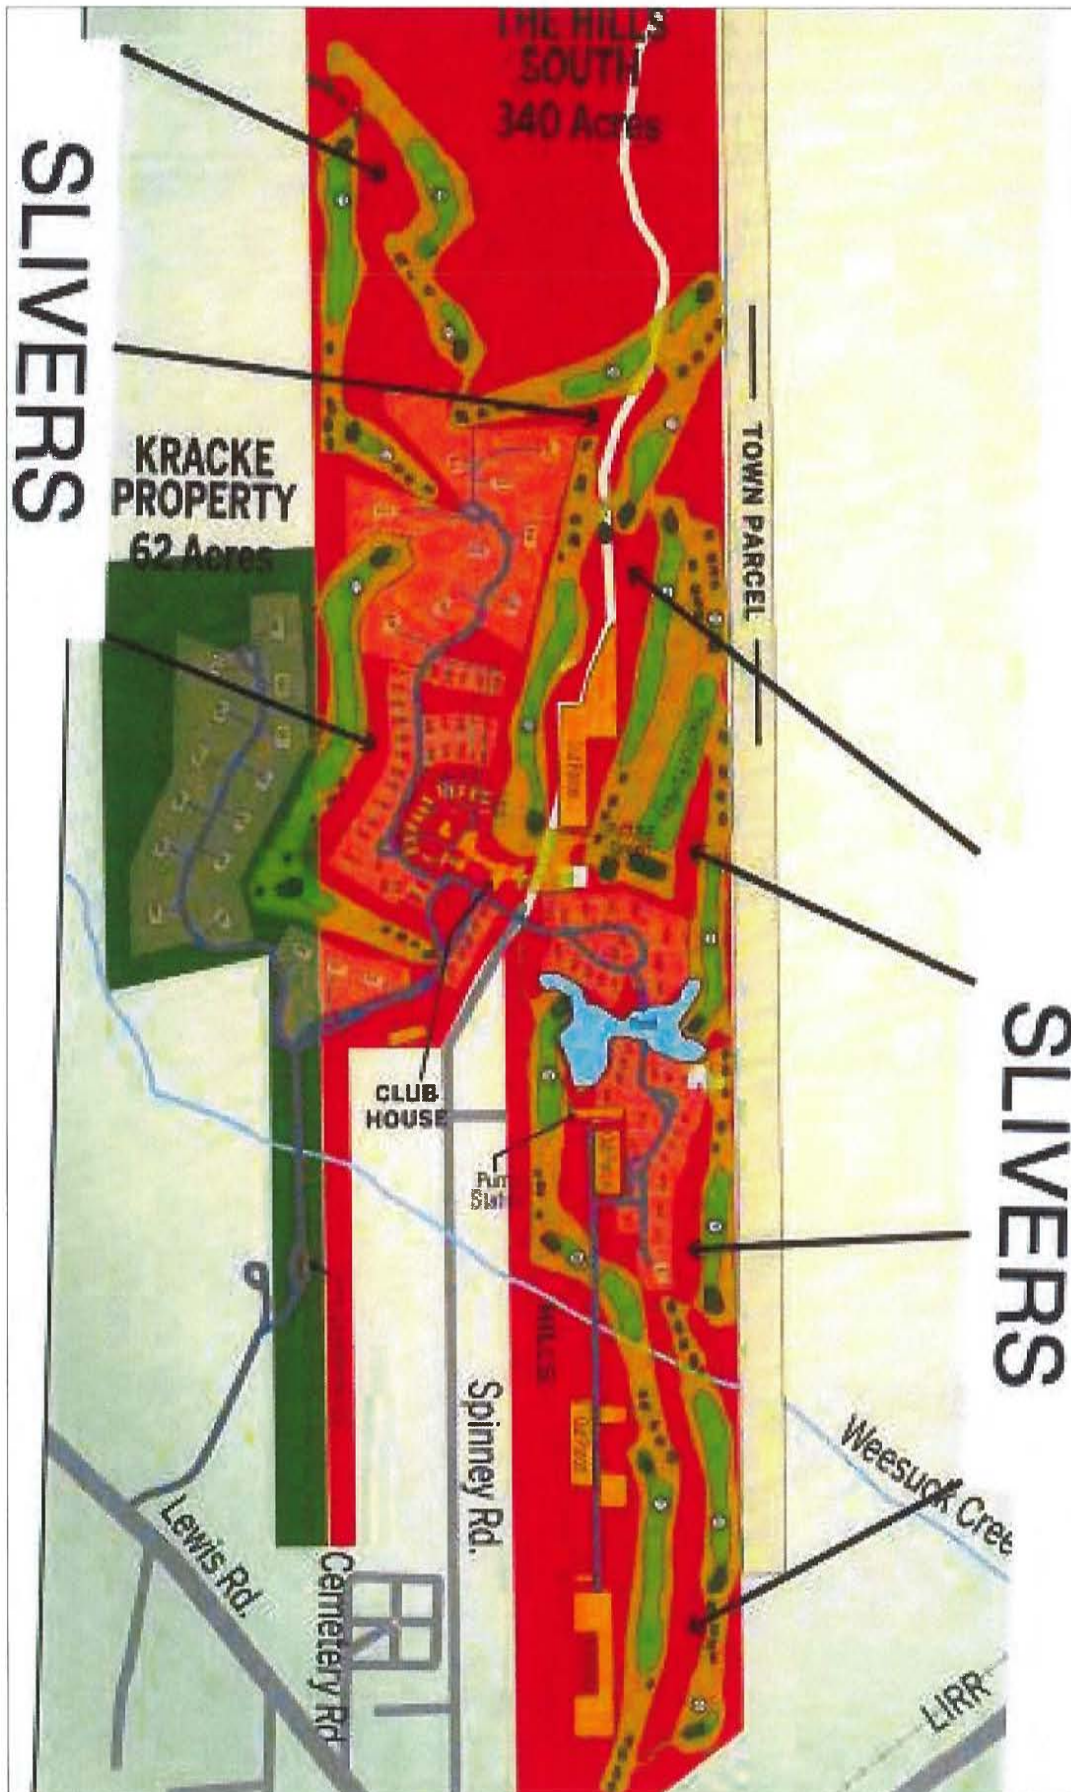 THE HILLS
SOUTH
340 Acres
SLIVERS
KRACKE
PROPERTY
62 Acres
TOWN PARCEL
CLUB
HOUSE
SLIVERS
HILLS
Spinney Rd.
Weesuck Cree
Lewis Rd.
Cemetery Rd
LIRR